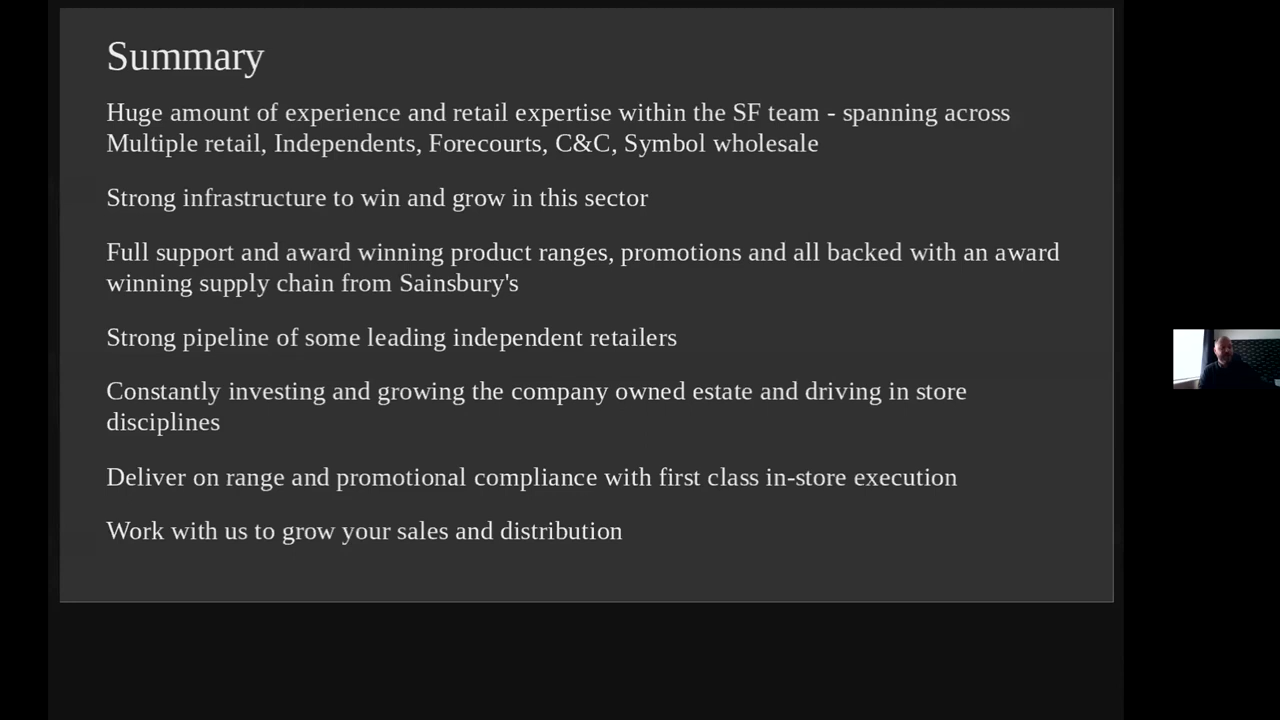 Summary
Huge amount of experience and retail expertise within the SF team - spanning across
Multiple retail, Independents, Forecourts, C&C, Symbol wholesale
Strong infrastructure to win and grow in this sector
Full support and award winning product ranges, promotions and all backed with an award
winning supply chain from Sainsbury's
Strong pipeline of some leading independent retailers
Constantly investing and growing the company owned estate and driving in store
disciplines
Deliver on range and promotional compliance with first class in-store execution
Work with us to grow your sales and distribution